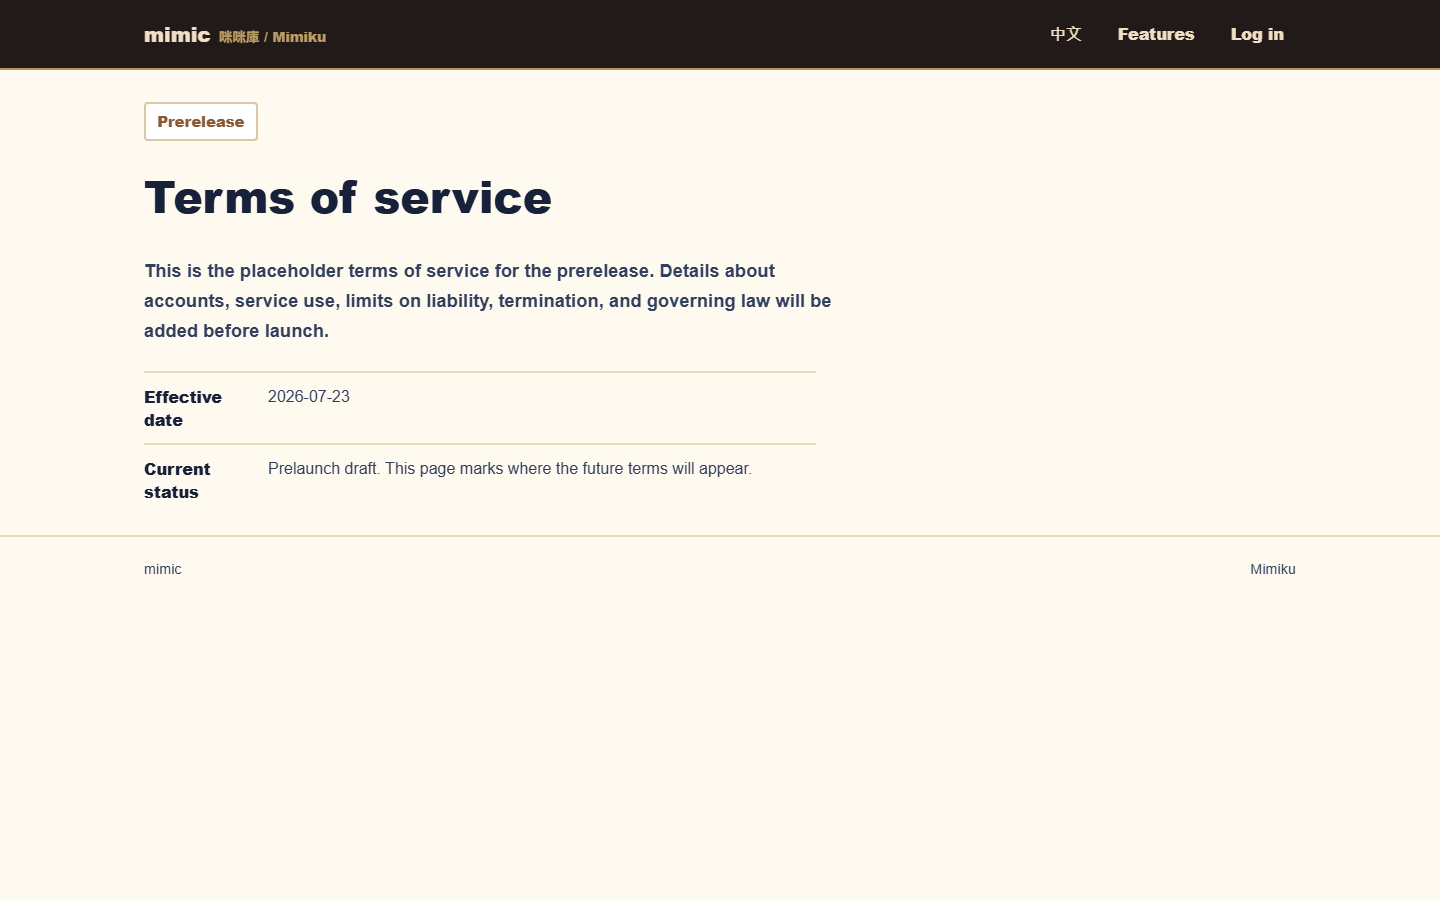 mimic 咪咪庫 / Mimiku
中文 Features Log in
Prerelease
Terms of service
This is the placeholder terms of service for the prerelease. Details about
accounts, service use, limits on liability, termination, and governing law will be
added before launch.
Effective date 2026-07-23
Current status Prelaunch draft. This page marks where the future terms will appear.
mimic
Mimiku